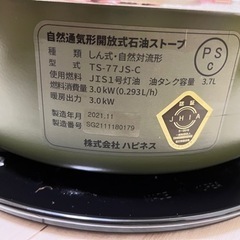 自然通気形開放式石油ストーブ
種類 しん式・自然対流形
型式 TS-77JS-C
使用燃料 JIS1号灯油 油タンク容量 3.7L
燃料消費量 3.0kW(0.293L/h)
暖房出力 3.0kW
製造年月 2021.11
製造番号 SG2111180179
株式会社 ハピネス
PS
C
JHIA